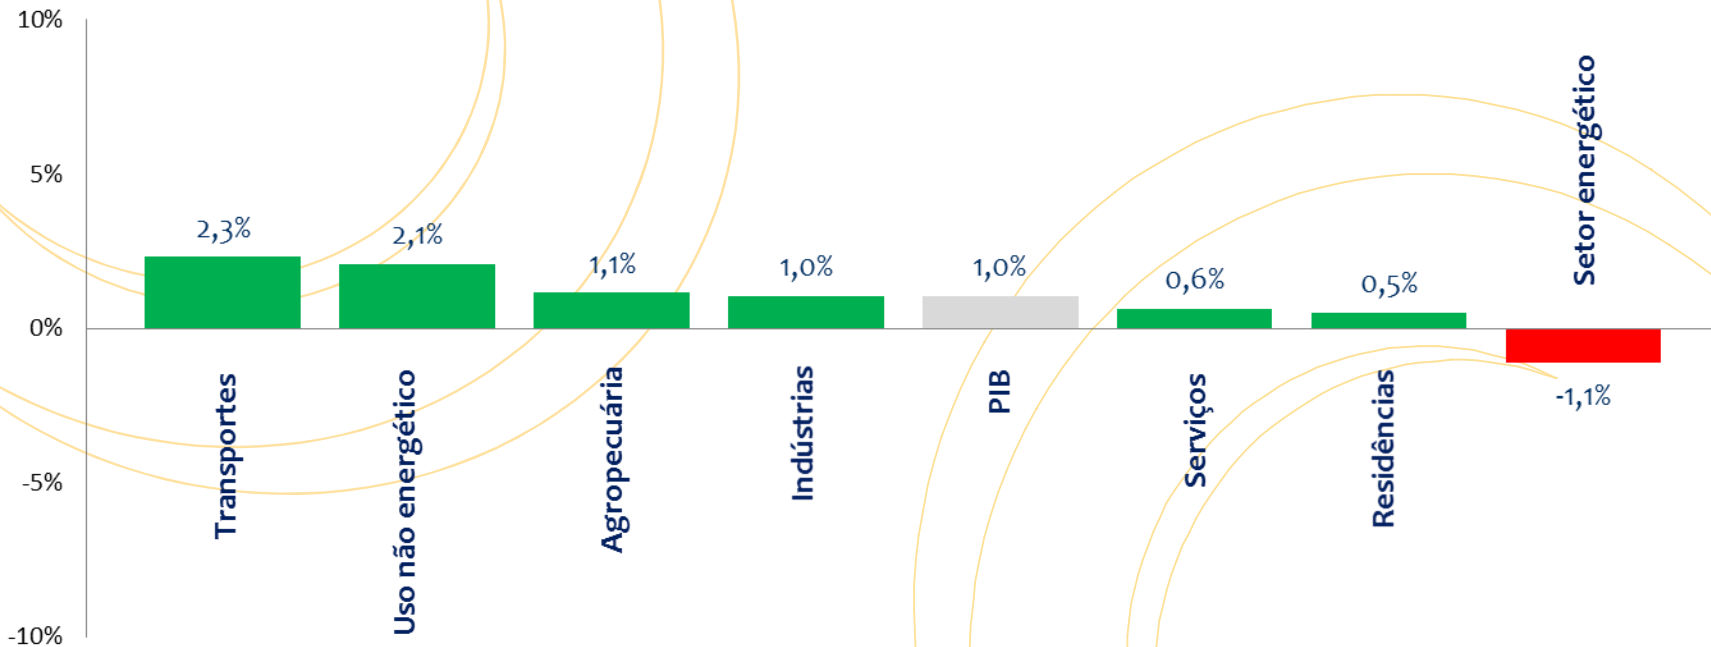 10%
5%
0%
-5%
-10%
2,3%
2,1%
1,1%
1,0%
1,0%
0,6%
0,5%
-1,1%
Transportes
Uso não energético
Agropecuária
Indústrias
PIB
Serviços
Residências
Setor energético